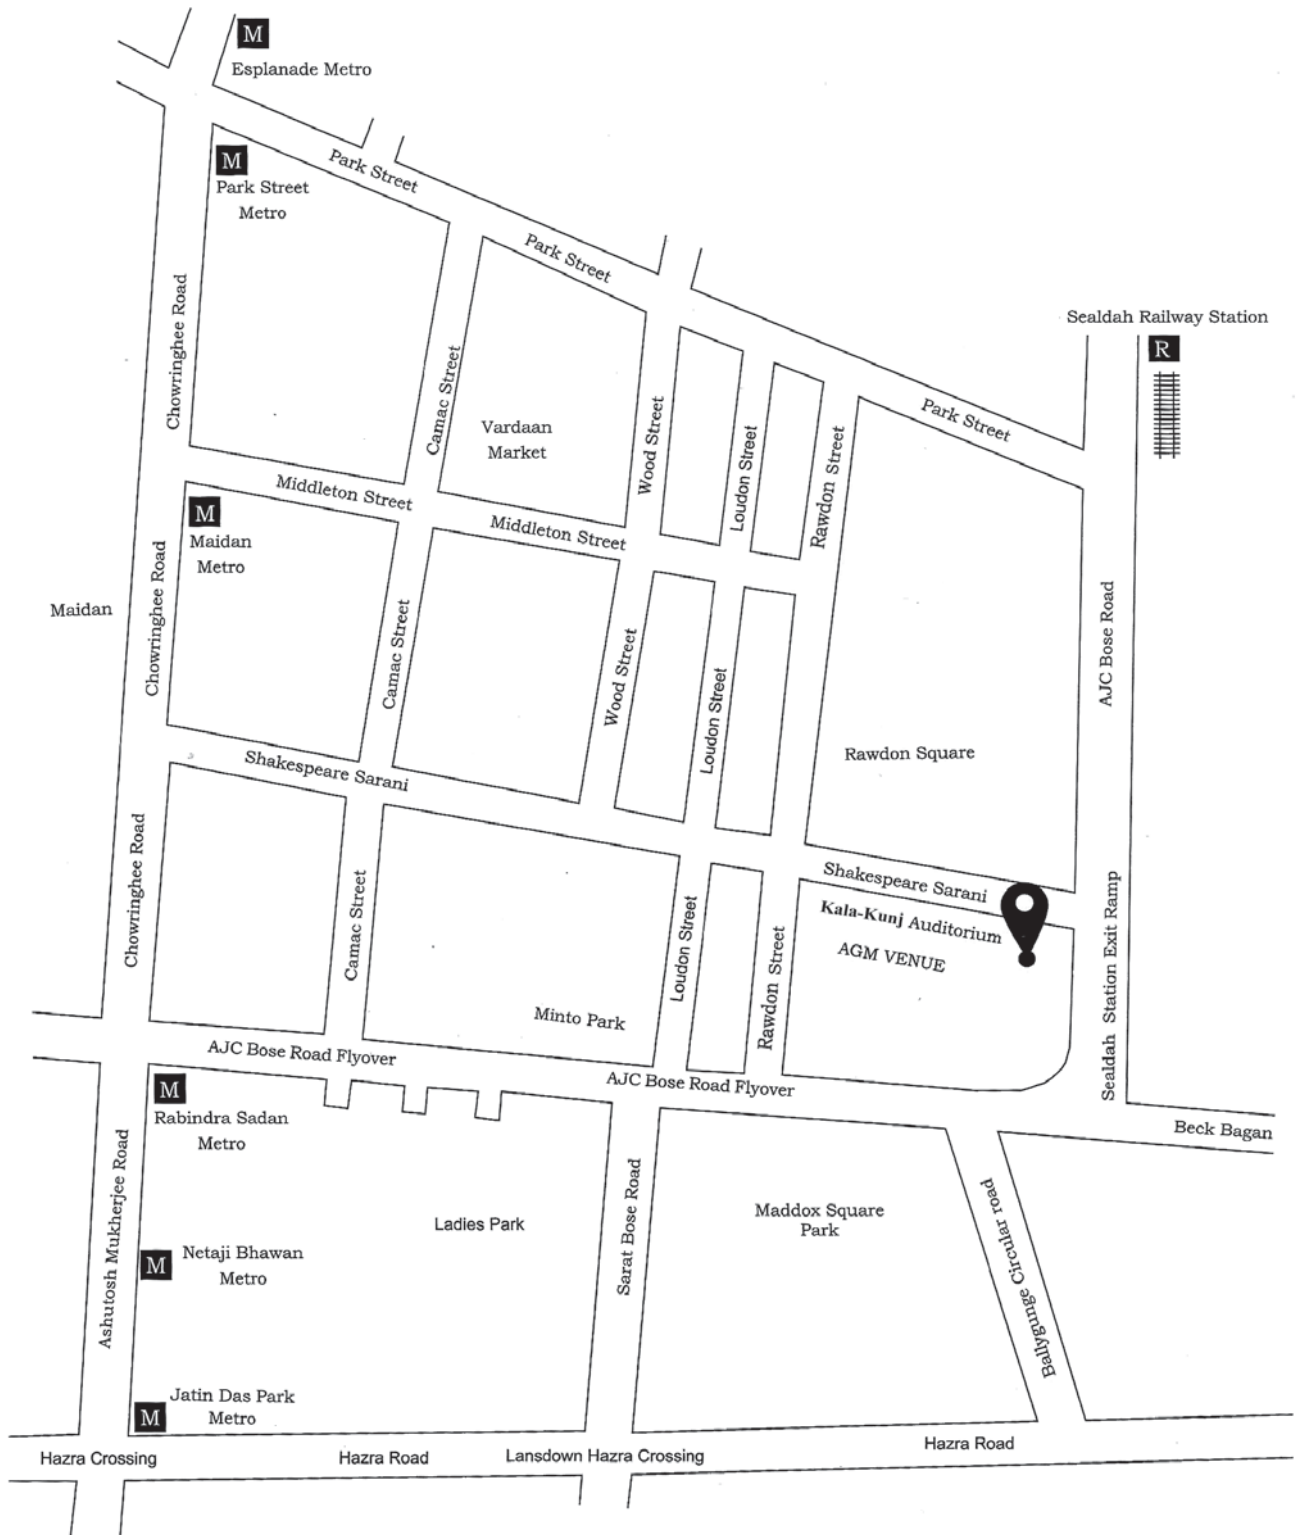 M
Esplanade Metro
M
Park Street
Metro
Park Street
Park Street
Park Street
Sealdah Railway Station
R
Chowringhee Road
Camac Street
Vardaan
Market
Wood Street
Loudon Street
Rawdon Street
Middleton Street
Middleton Street
M
Maidan
Metro
Maidan
Chowringhee Road
Camac Street
Wood Street
Loudon Street
AJC Bose Road
Rawdon Square
Shakespeare Sarani
Shakespeare Sarani
Kala-Kunj Auditorium
AGM VENUE
Chowringhee Road
Camac Street
Loudon Street
Rawdon Street
Sealdah Station Exit Ramp
Minto Park
AJC Bose Road Flyover
AJC Bose Road Flyover
Beck Bagan
M
Rabindra Sadan
Metro
Ashutosh Mukherjee Road
M
Netaji Bhawan
Metro
Ladies Park
Sarat Bose Road
Maddox Square
Park
Ballygunge Circular road
M
Jatin Das Park
Metro
Hazra Crossing
Hazra Road
Lansdown Hazra Crossing
Hazra Road